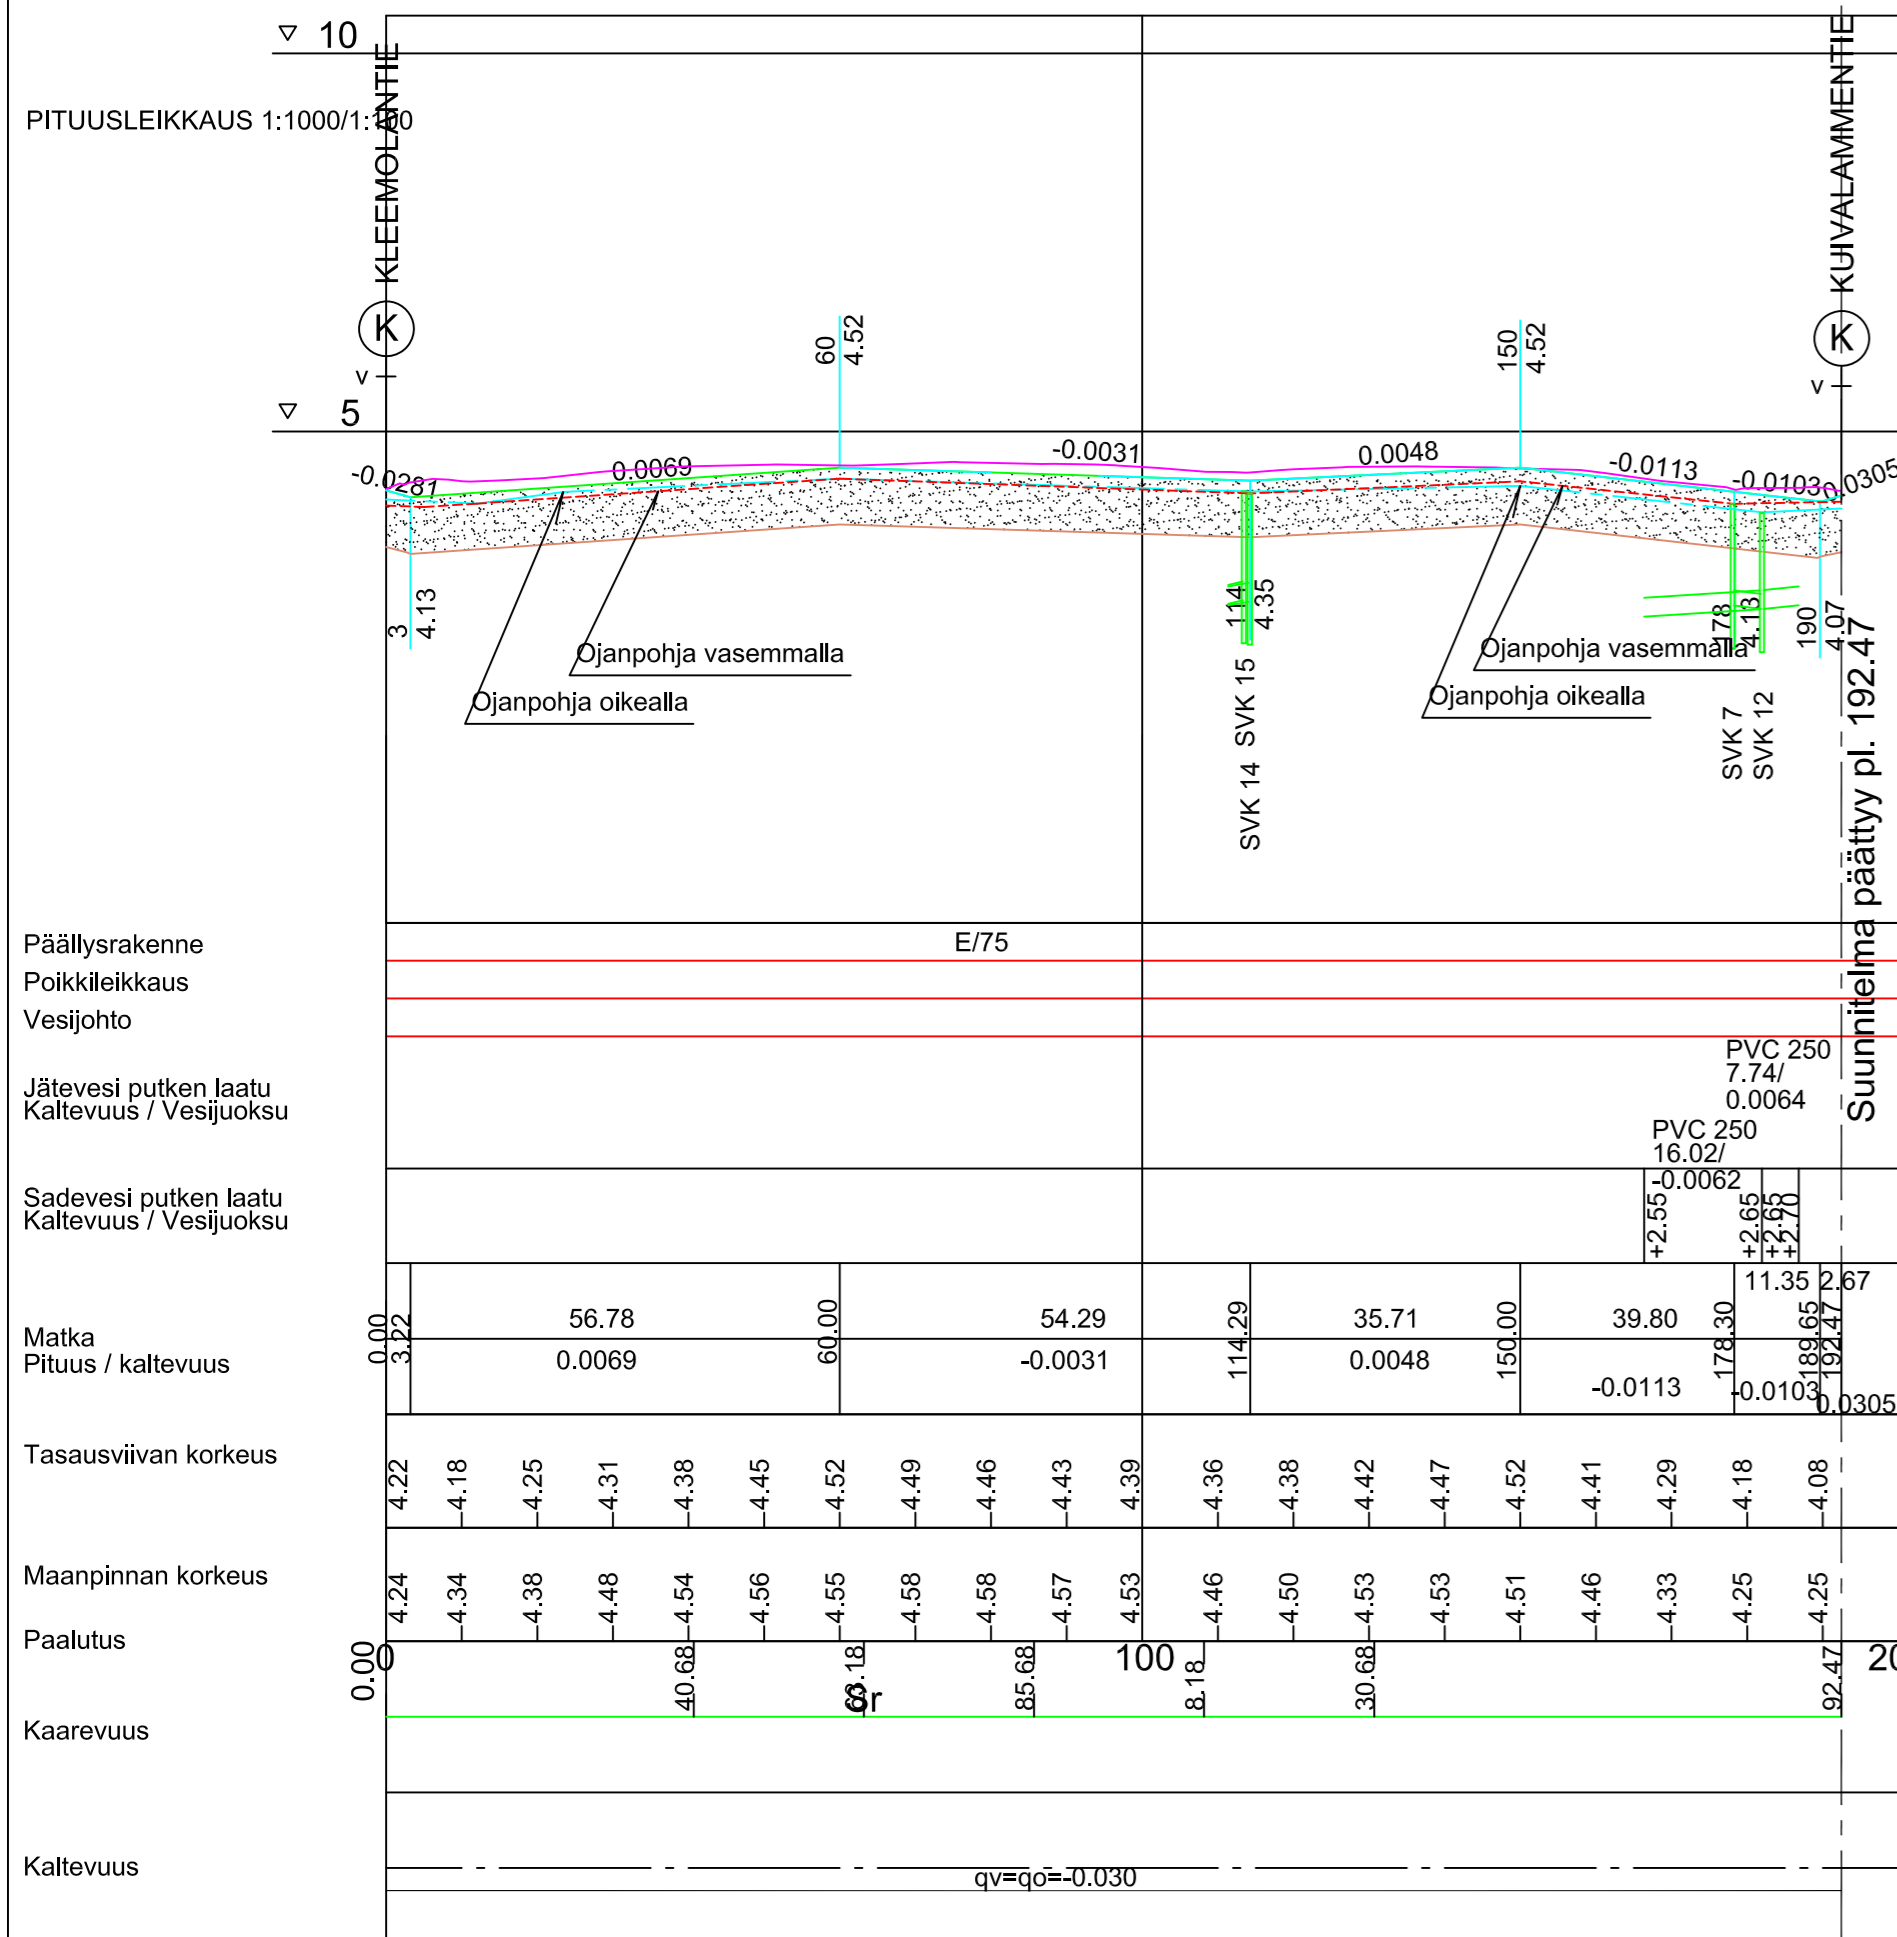 10
KLEEMOLANTIE
KUIVALAMMENTIE
PITUUSLEIKKAUS 1:1000/1:100
K
K
v
v
60
4.52
150
4.52
5
-0.0281
0.0069
-0.0031
0.0048
-0.0113
-0.0103
0.0305
3
4.13
114
4.35
178
4.13
190
4.07
Ojanpohja vasemmalla
Ojanpohja oikealla
Ojanpohja vasemmalla
Ojanpohja oikealla
SVK 14 SVK 15
SVK 7
SVK 12
Suunnitelma päättyy pl. 192.47
Päällysrakenne
E/75
Poikkileikkaus
Vesijohto
Jätevesi putken laatu
Kaltevuus / Vesijuoksu
PVC 250
7.74/
0.0064
PVC 250
16.02/
-0.0062
Sadevesi putken laatu
Kaltevuus / Vesijuoksu
+2.55
+2.65
+2.65
+2.70
Matka
Pituus / kaltevuus
0.00
3.22
56.78
0.0069
60.00
54.29
-0.0031
114.29
35.71
0.0048
150.00
39.80
-0.0113
178.30
11.35
-0.0103
189.65
2.67
192.47
0.0305
Tasausviivan korkeus
4.22 4.18 4.25 4.31 4.38 4.45 4.52 4.49 4.46 4.43 4.39 4.36 4.38 4.42 4.47 4.52 4.41 4.29 4.18 4.08
Maanpinnan korkeus
4.24 4.34 4.38 4.48 4.54 4.56 4.55 4.58 4.58 4.57 4.53 4.46 4.50 4.53 4.53 4.51 4.46 4.33 4.25 4.25
Paalutus
0 100 20
0.00 40.68 63.18 85.68 8.18 30.68 92.47
Sr
Kaarevuus
Kaltevuus
qv=qo=-0.030